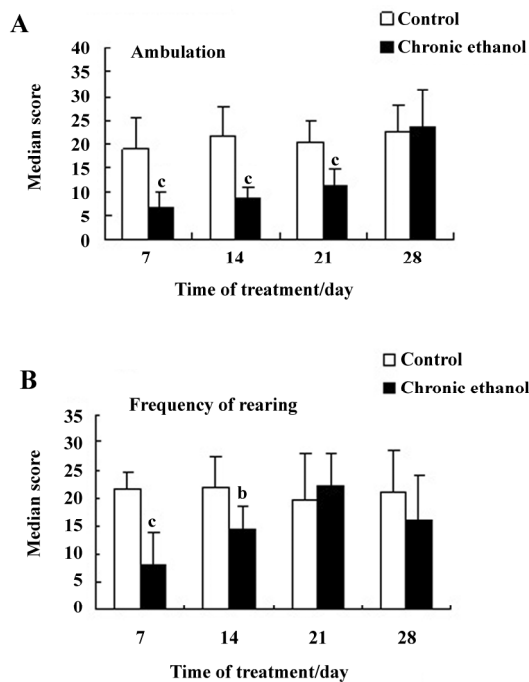 A
Control
Chronic ethanol
Ambulation
Median score
40
35
30
25
20
15
10
5
0
c
c
c
7 14 21 28
Time of treatment/day
B
Control
Chronic ethanol
Frequency of rearing
Median score
35
30
25
20
15
10
5
0
c
b
7 14 21 28
Time of treatment/day